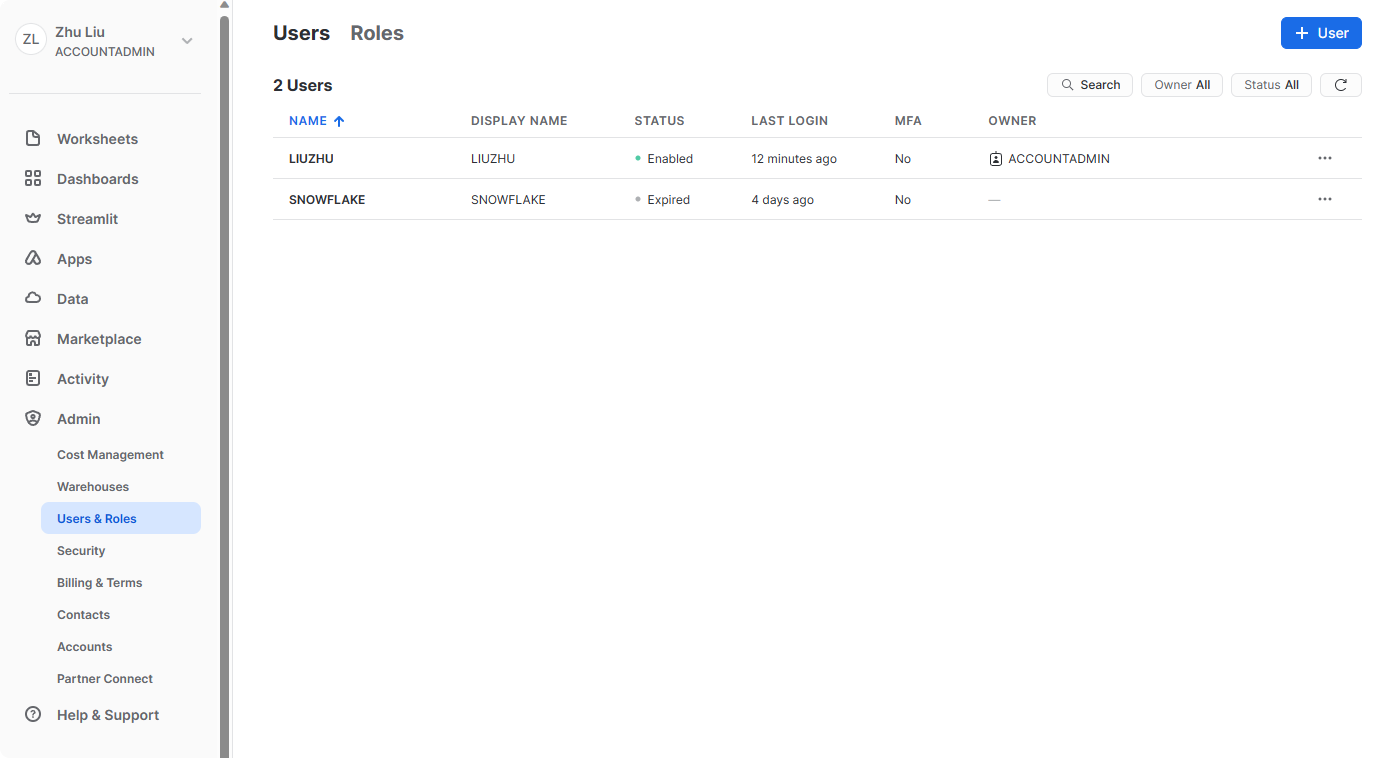 ZL
Zhu Liu
ACCOUNTADMIN
Worksheets
Dashboards
Streamlit
Apps
Data
Marketplace
Activity
Admin
Cost Management
Warehouses
Users & Roles
Security
Billing & Terms
Contacts
Accounts
Partner Connect
Help & Support
Users Roles
+ User
2 Users
Search Owner All Status All
NAME DISPLAY NAME STATUS LAST LOGIN MFA OWNER
LIUZHU LIUZHU Enabled 12 minutes ago No ACCOUNTADMIN
SNOWFLAKE SNOWFLAKE Expired 4 days ago No —